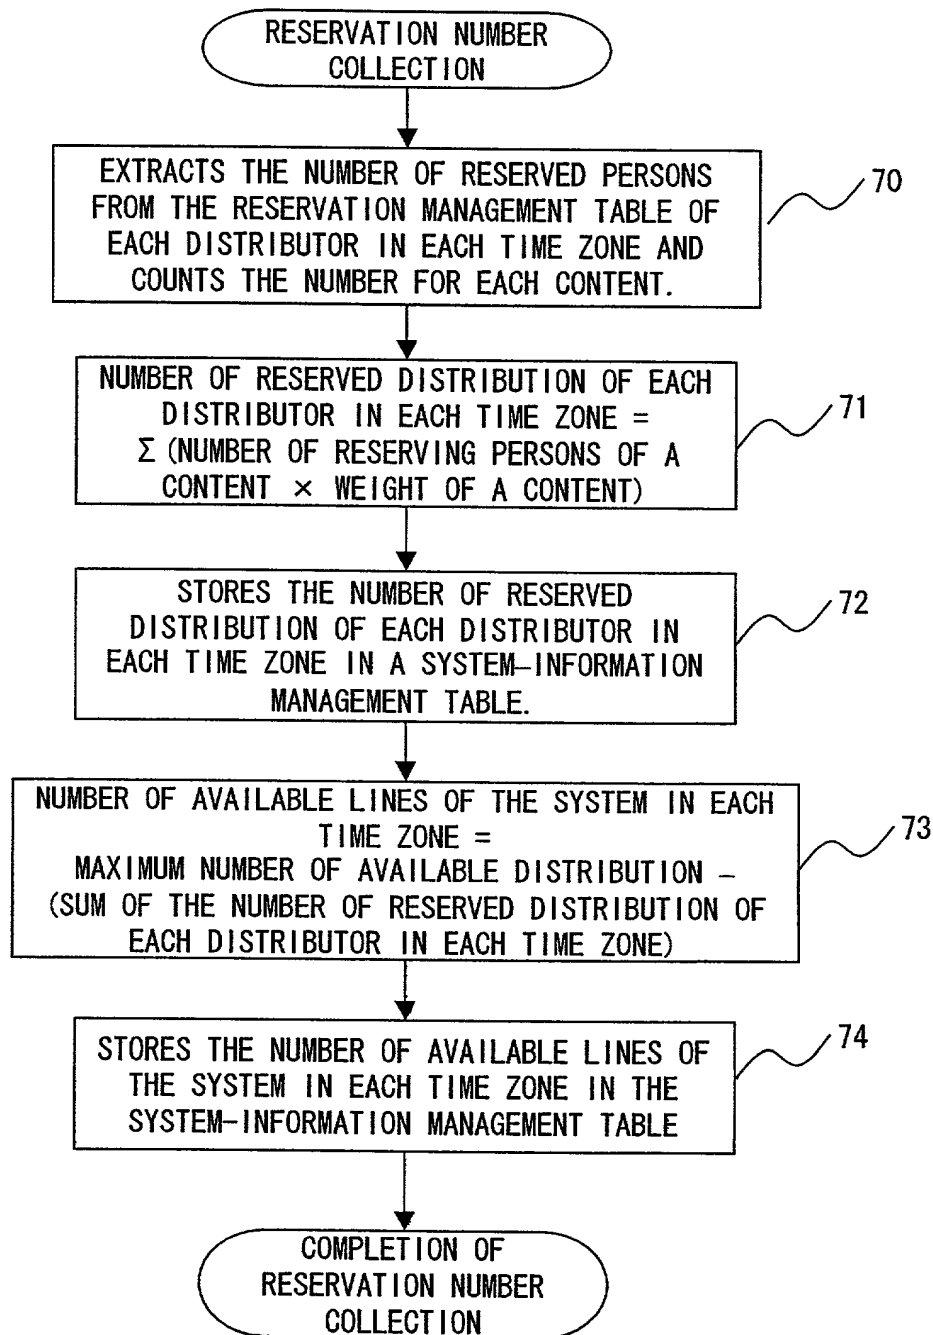 RESERVATION NUMBER
COLLECTION
EXTRACTS THE NUMBER OF RESERVED PERSONS
FROM THE RESERVATION MANAGEMENT TABLE OF
EACH DISTRIBUTOR IN EACH TIME ZONE AND
COUNTS THE NUMBER FOR EACH CONTENT.
70
NUMBER OF RESERVED DISTRIBUTION OF EACH
DISTRIBUTOR IN EACH TIME ZONE =
Σ (NUMBER OF RESERVING PERSONS OF A
CONTENT × WEIGHT OF A CONTENT)
71
STORES THE NUMBER OF RESERVED
DISTRIBUTION OF EACH DISTRIBUTOR IN
EACH TIME ZONE IN A SYSTEM-INFORMATION
MANAGEMENT TABLE.
72
NUMBER OF AVAILABLE LINES OF THE SYSTEM IN EACH
TIME ZONE =
MAXIMUM NUMBER OF AVAILABLE DISTRIBUTION -
(SUM OF THE NUMBER OF RESERVED DISTRIBUTION OF
EACH DISTRIBUTOR IN EACH TIME ZONE)
73
STORES THE NUMBER OF AVAILABLE LINES OF
THE SYSTEM IN EACH TIME ZONE IN THE
SYSTEM-INFORMATION MANAGEMENT TABLE
74
COMPLETION OF
RESERVATION NUMBER
COLLECTION